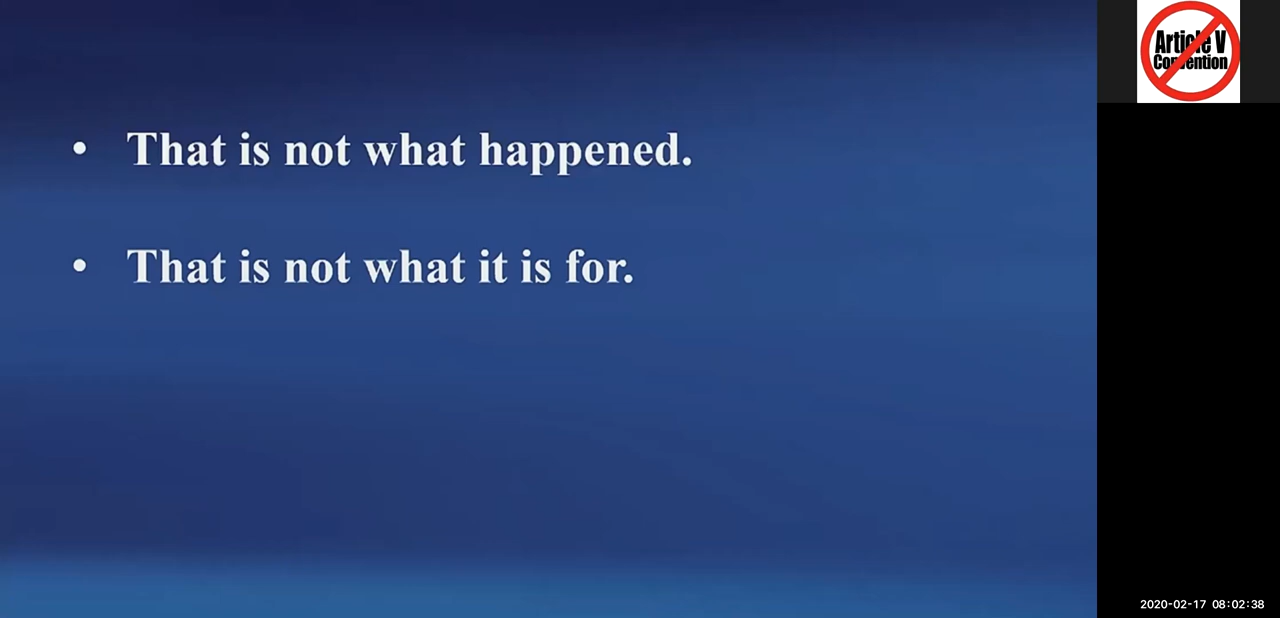 Article V
Convention
• That is not what happened.
• That is not what it is for.
2020-02-17 08:02:38